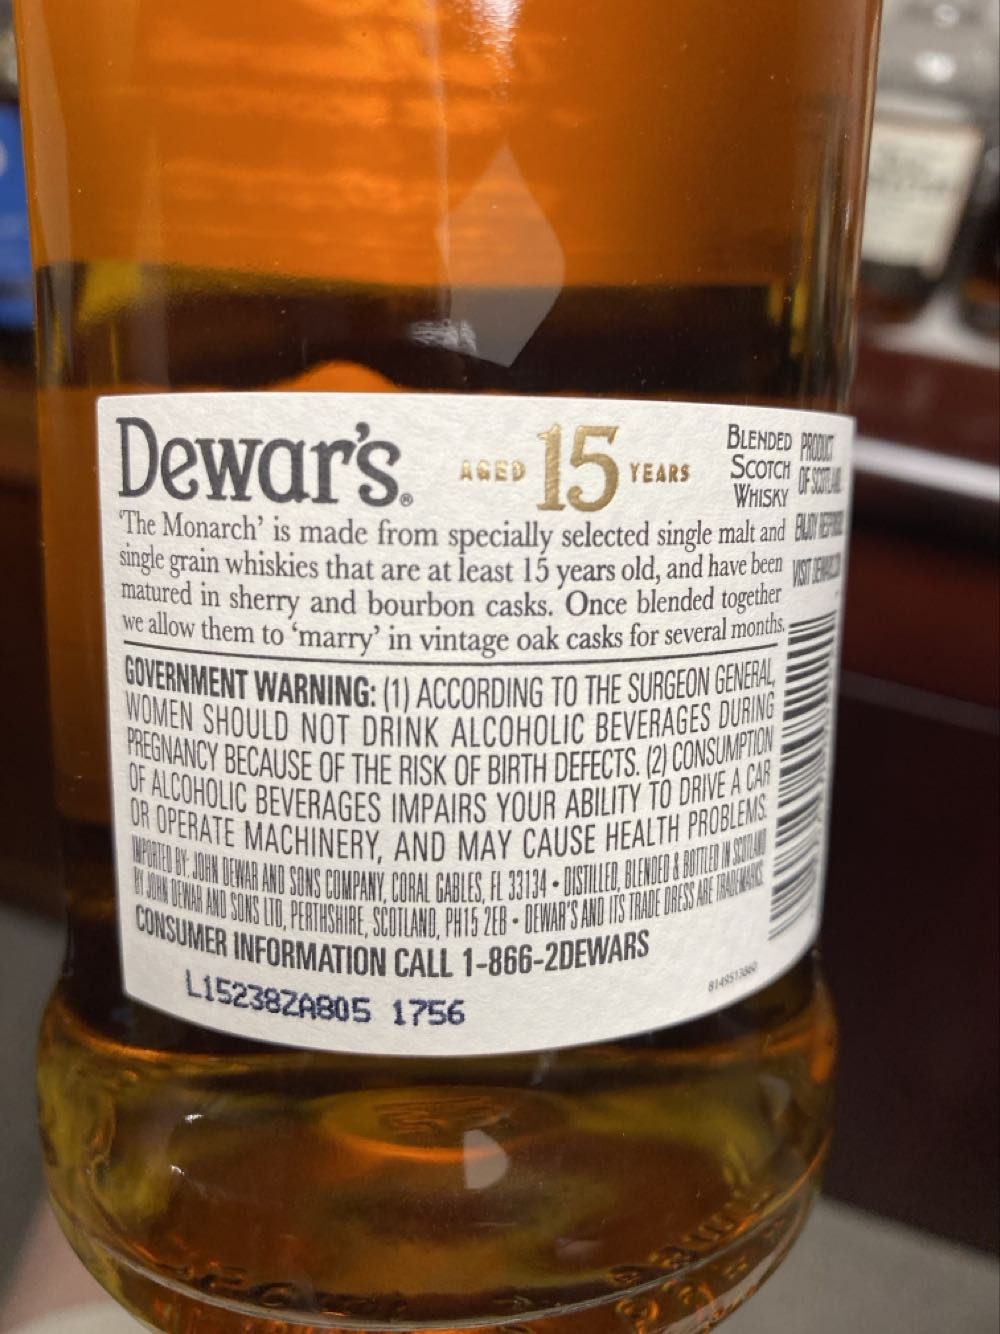 Dewar's®
AGED 15 YEARS
BLENDED
SCOTCH
WHISKY
PRODUCT
OF SCOTLAND
'The Monarch' is made from specially selected single malt and
single grain whiskies that are at least 15 years old, and have been
matured in sherry and bourbon casks. Once blended together
we allow them to 'marry' in vintage oak casks for several months.
GOVERNMENT WARNING: (1) ACCORDING TO THE SURGEON GENERAL,
WOMEN SHOULD NOT DRINK ALCOHOLIC BEVERAGES DURING
PREGNANCY BECAUSE OF THE RISK OF BIRTH DEFECTS. (2) CONSUMPTION
OF ALCOHOLIC BEVERAGES IMPAIRS YOUR ABILITY TO DRIVE A CAR
OR OPERATE MACHINERY, AND MAY CAUSE HEALTH PROBLEMS.
IMPORTED BY: JOHN DEWAR AND SONS COMPANY, CORAL GABLES, FL 33134 • DISTILLED, BLENDED & BOTTLED IN SCOTLAND
BY JOHN DEWAR AND SONS LTD, PERTHSHIRE, SCOTLAND, PH15 2EB • DEWAR'S AND ITS TRADE DRESS ARE TRADEMARKS.
CONSUMER INFORMATION CALL 1-866-2DEWARS
L15238ZA805 1756